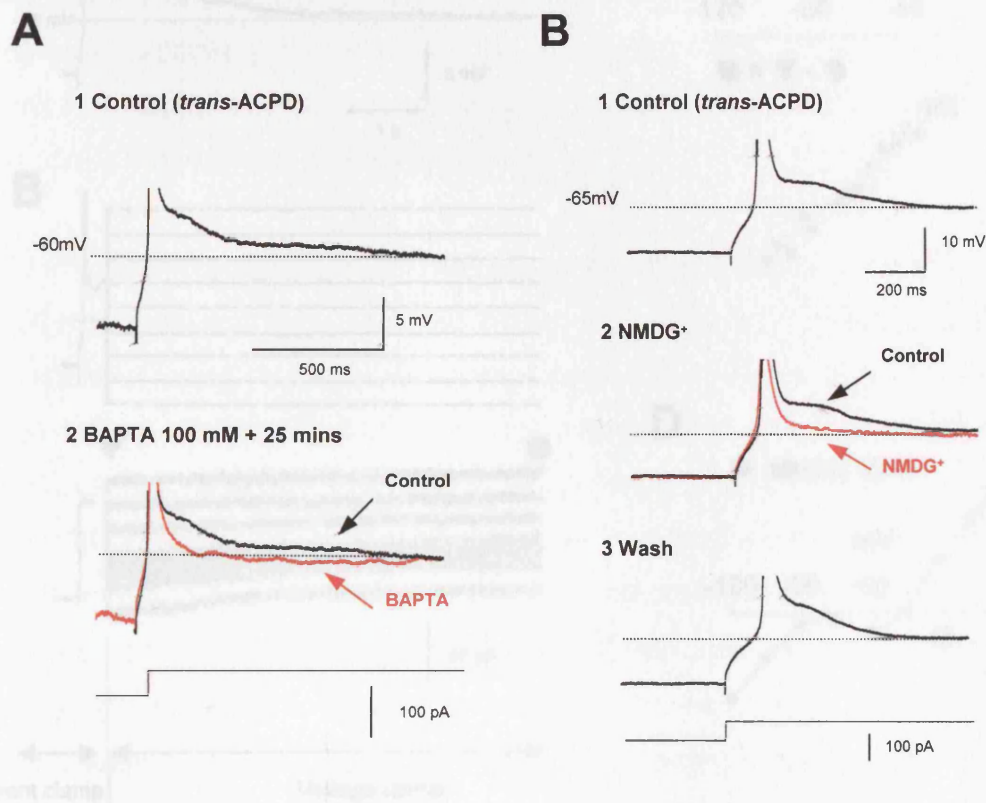 A
1 Control (trans-ACPD)
-60mV
5 mV
500 ms
2 BAPTA 100 mM + 25 mins
Control
BAPTA
100 pA
B
1 Control (trans-ACPD)
-65mV
10 mV
200 ms
2 NMDG⁺
Control
NMDG⁺
3 Wash
100 pA